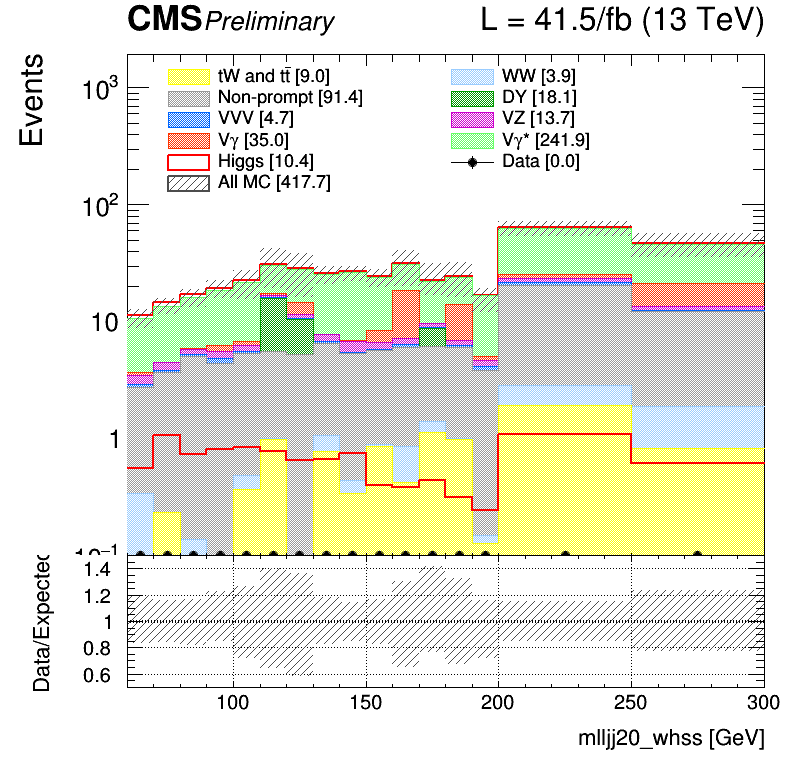 CMS Preliminary L = 41.5/fb (13 TeV)
Events
tW and tt̄ [9.0] WW [3.9]
Non-prompt [91.4] DY [18.1]
VVV [4.7] VZ [13.7]
Vγ [35.0] Vγ* [241.9]
Higgs [10.4] Data [0.0]
All MC [417.7]
10³
10²
10
1
10⁻¹
Data/Expected
1.4
1.2
1
0.8
0.6
100 150 200 250 300
mlljj20_whss [GeV]